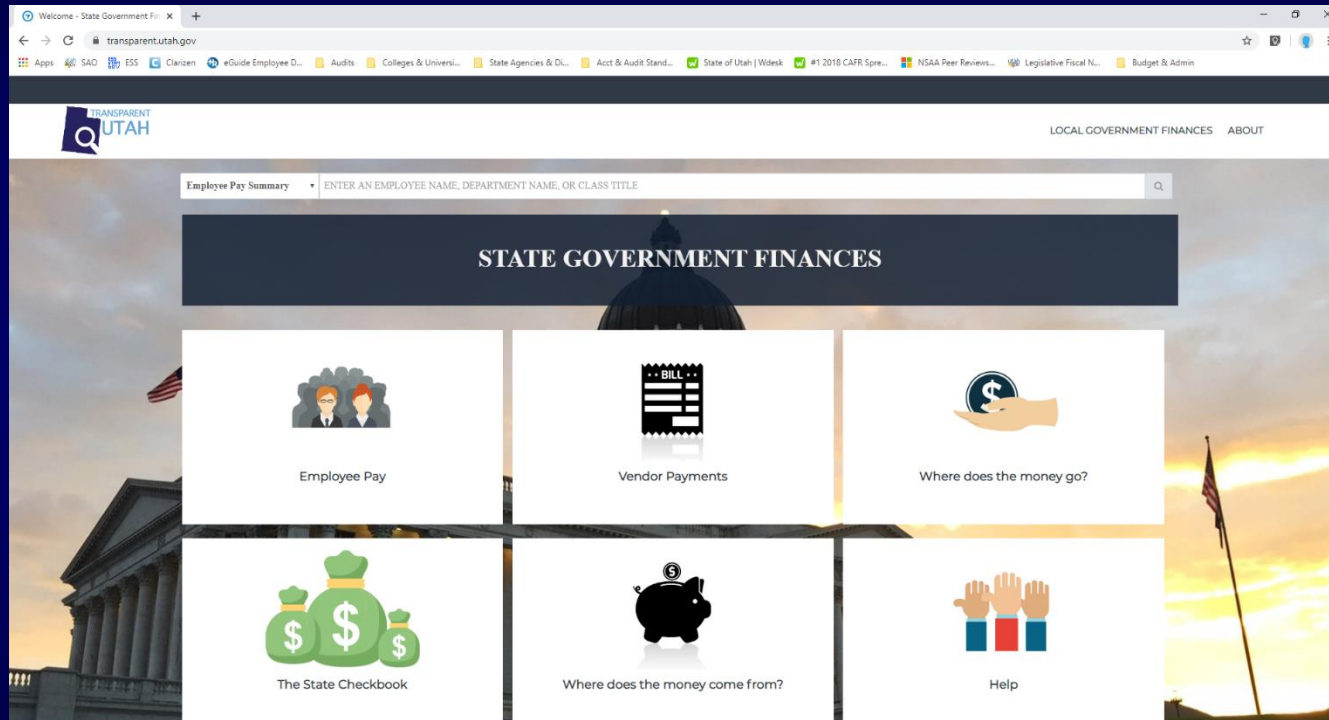 Welcome - State Government Fin
transparent.utah.gov
Apps SAO ESS Clarizen eGuide Employee D... Audits Colleges & Universi... State Agencies & Di... Acct & Audit Stand... State of Utah | Wdesk #1 2018 CAFR Spre... NSAA Peer Reviews... Legislative Fiscal N... Budget & Admin
TRANSPARENT
UTAH
LOCAL GOVERNMENT FINANCES ABOUT
Employee Pay Summary ENTER AN EMPLOYEE NAME, DEPARTMENT NAME, OR CLASS TITLE
STATE GOVERNMENT FINANCES
BILL
$
Employee Pay Vendor Payments Where does the money go?
$ $ $
The State Checkbook Where does the money come from? Help